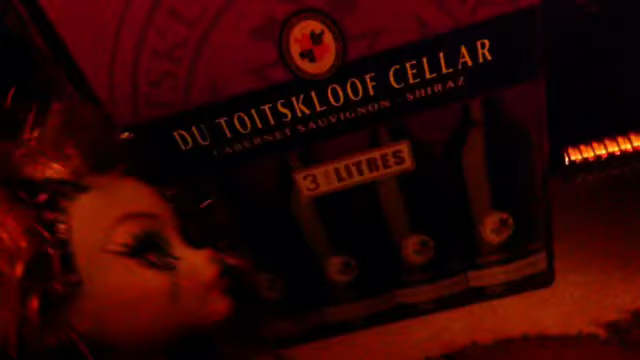 DU TOITSKLOOF CELLAR
CABERNET SAUVIGNON SHIRAZ
3 LITRES